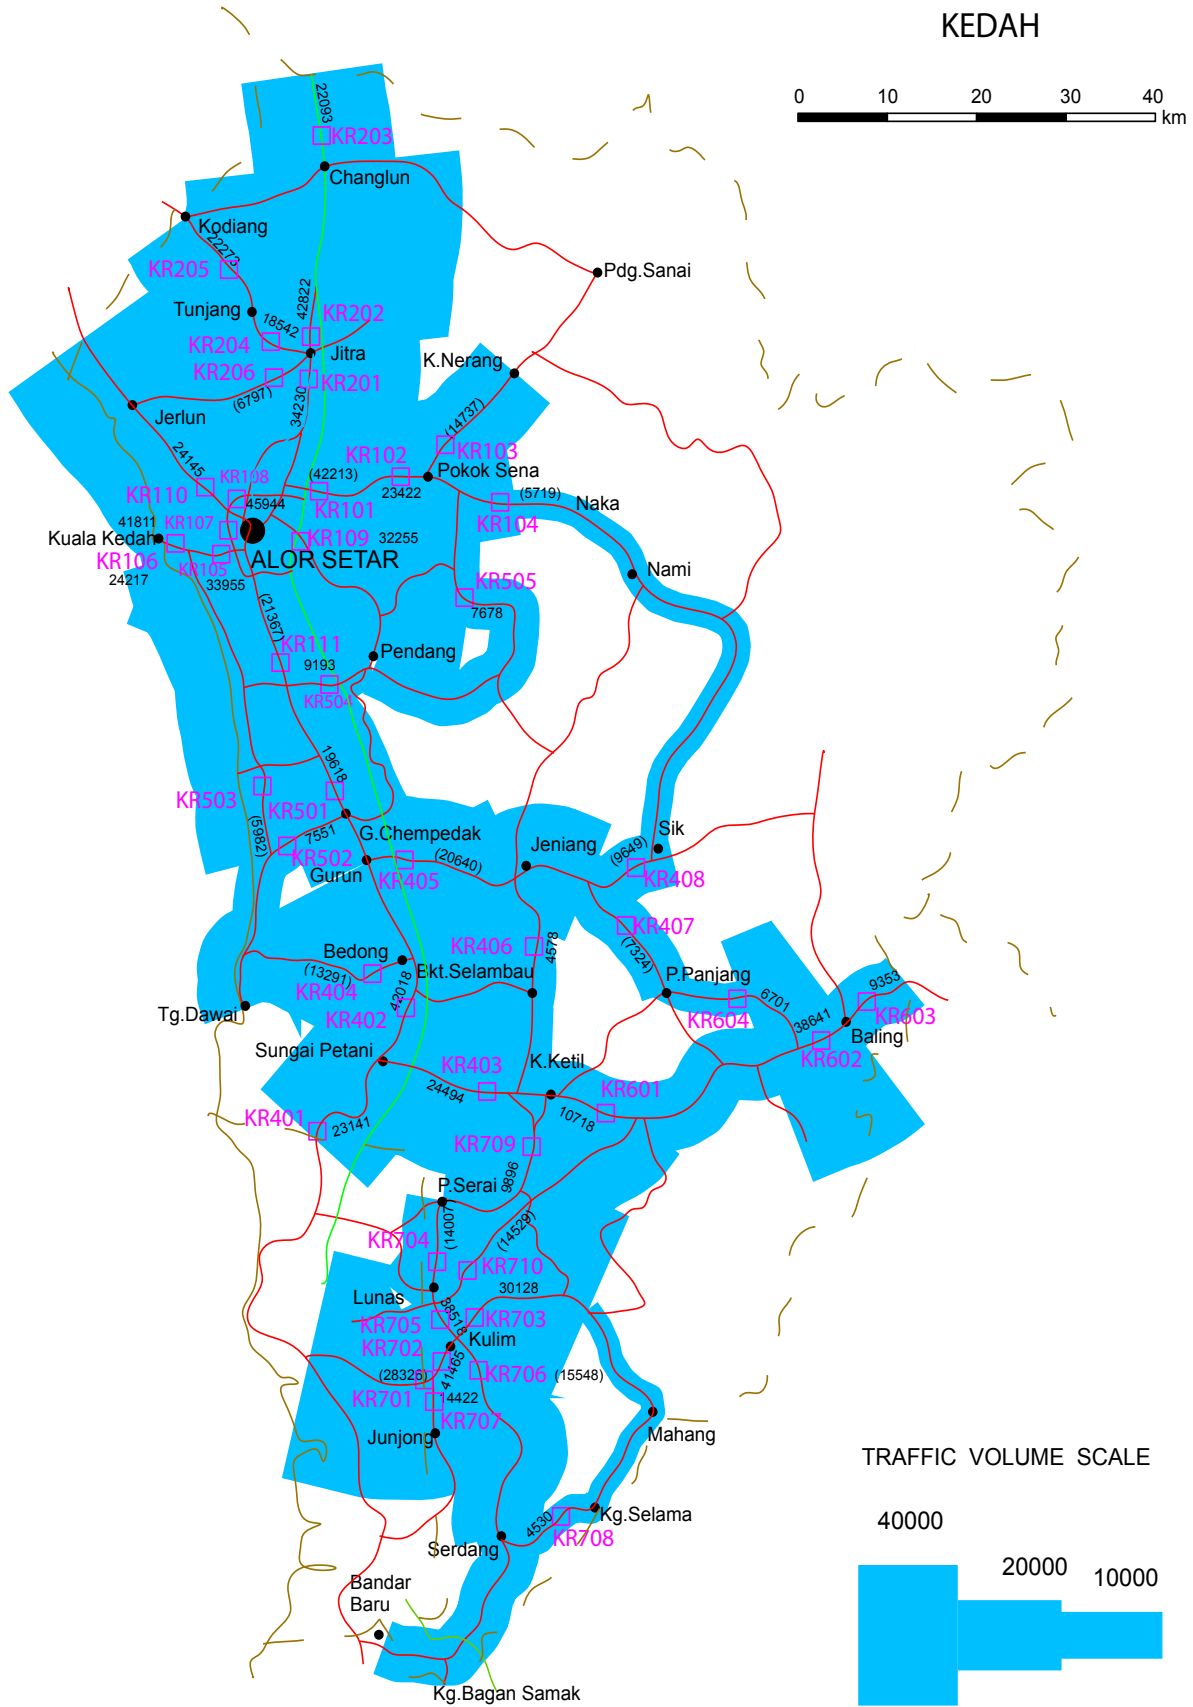 KEDAH
0 10 20 30 40
km
22093
KR203
Changlun
Kodiang
22273
KR205
Pdg.Sanai
Tunjang
42822
18542
KR202
KR204
Jitra
K.Nerang
KR206
KR201
(6797)
34230
Jerlun
(14737)
24145
KR103
KR102
KR108
(42213)
Pokok Sena
KR110
23422
(5719)
45944
KR101
Naka
KR104
41811
KR107
Kuala Kedah
KR109
32255
KR106
KR105
ALOR SETAR
24217
33955
Nami
KR505
7678
(21367)
KR111
9193
Pendang
KR504
19618
KR503
KR501
(5982)
7551
G.Chempedak
Sik
KR502
Jeniang
(9649)
Gurun
(20640)
KR405
KR408
KR407
(7324)
Bedong
KR406
4578
(13291)
Bkt.Selambau
P.Panjang
KR404
42018
9353
6701
Tg.Dawai
KR402
KR604
KR603
38641
Baling
Sungai Petani
KR602
KR403
K.Ketil
24494
KR601
KR401
23141
10718
KR709
9896
P.Serai
(14007)
(14529)
KR704
KR710
30128
Lunas
38518
KR705
KR703
Kulim
KR702
41465
(28326)
KR706
(15548)
KR701
14422
KR707
Junjong
Mahang
TRAFFIC VOLUME SCALE
Kg.Selama
40000
4530
KR708
Serdang
20000
10000
Bandar
Baru
Kg.Bagan Samak